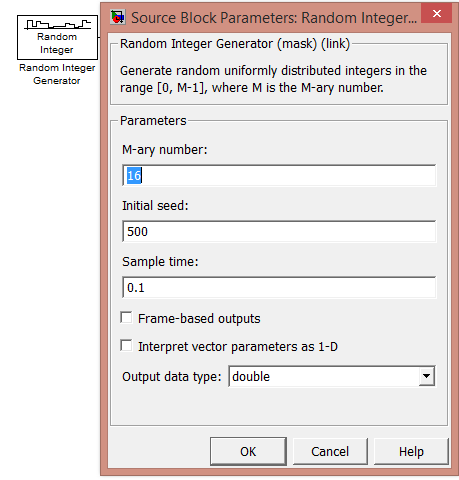 Random
Integer
Random Integer
Generator
Source Block Parameters: Random Integer...
Random Integer Generator (mask) (link)
Generate random uniformly distributed integers in the
range [0, M-1], where M is the M-ary number.
Parameters
M-ary number:
16
Initial seed:
500
Sample time:
0.1
Frame-based outputs
Interpret vector parameters as 1-D
Output data type: double
OK Cancel Help